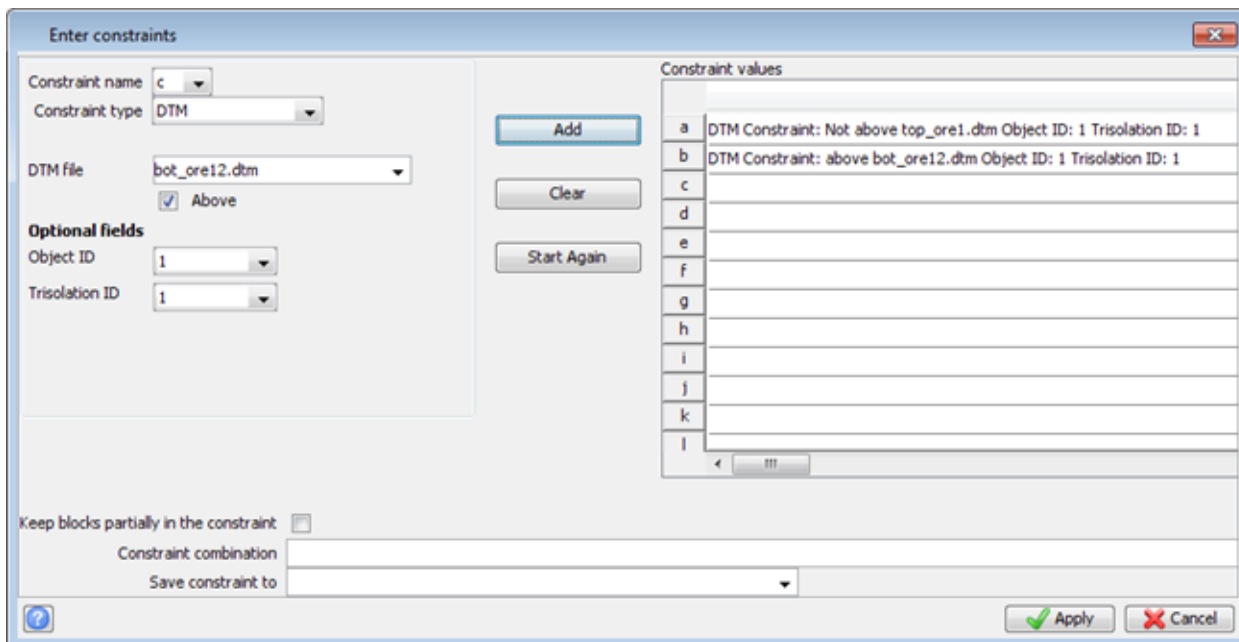 Enter constraints
Constraint name c
Constraint type DTM
DTM file bot_ore12.dtm
Above
Optional fields
Object ID 1
Trisolation ID 1
Add
Clear
Start Again
Constraint values
a DTM Constraint: Not above top_ore1.dtm Object ID: 1 Trisolation ID: 1
b DTM Constraint: above bot_ore12.dtm Object ID: 1 Trisolation ID: 1
c
d
e
f
g
h
i
j
k
l
Keep blocks partially in the constraint
Constraint combination
Save constraint to
? Apply Cancel